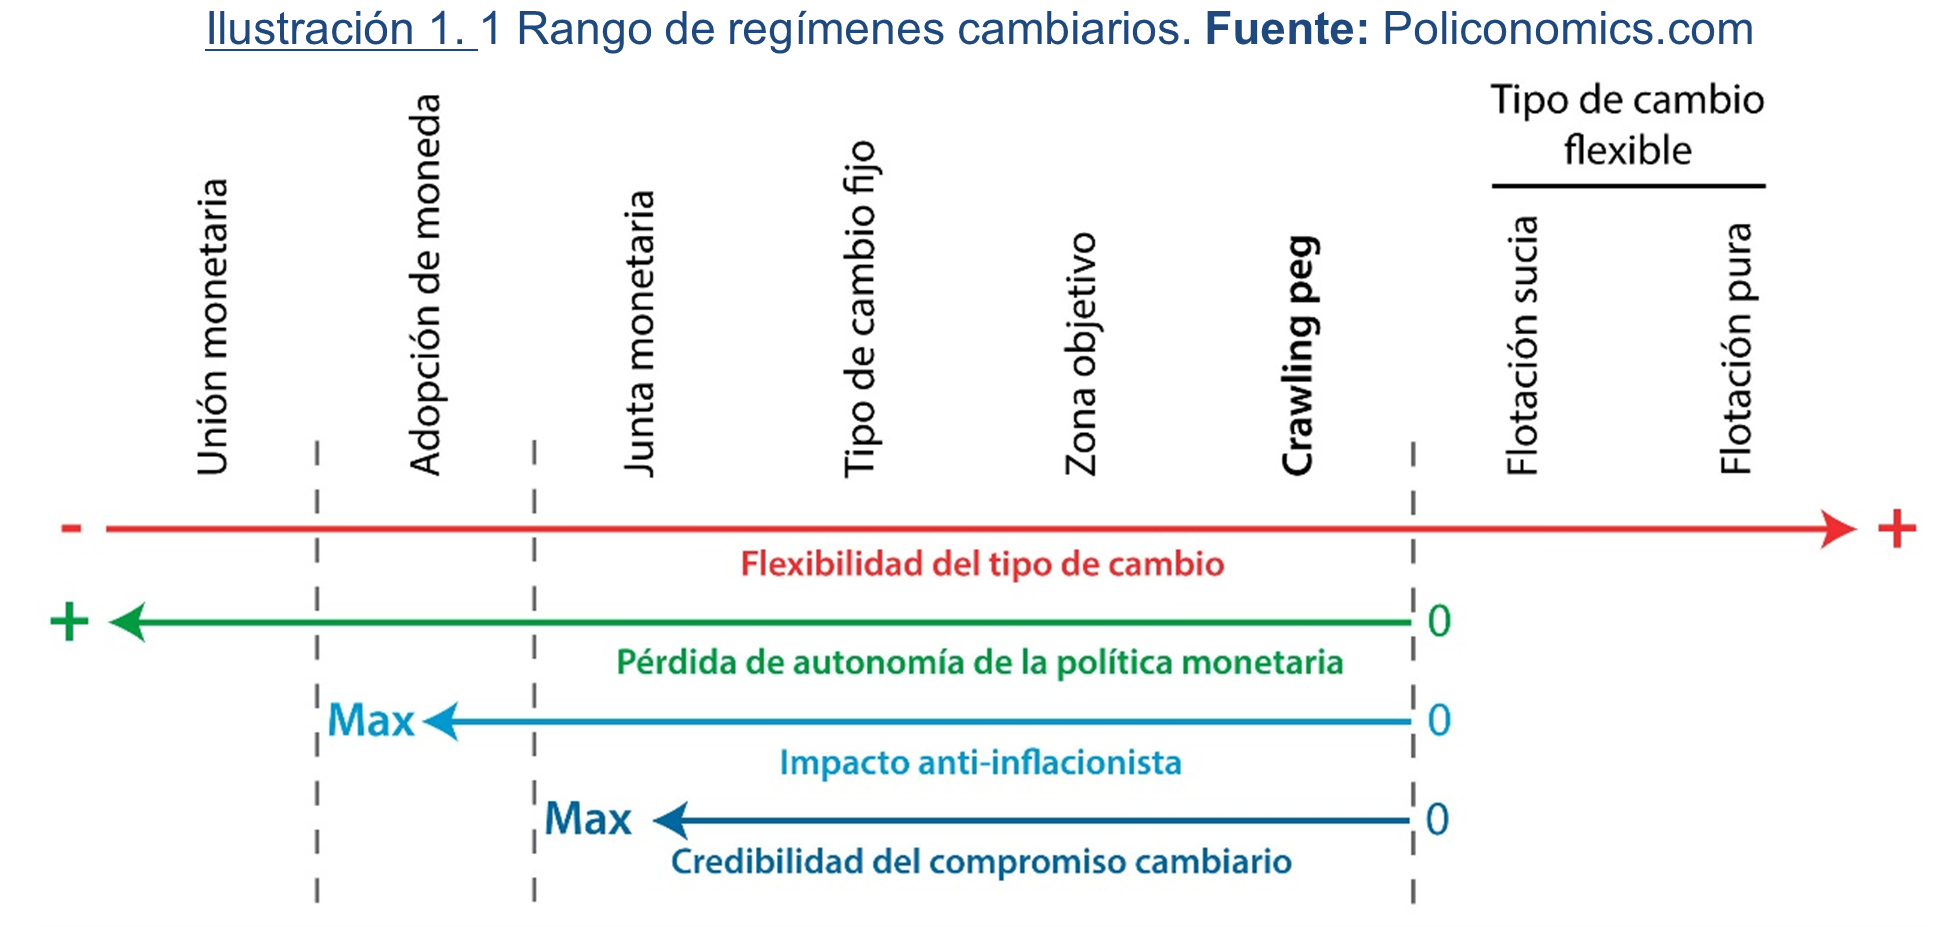 Ilustración 1. 1 Rango de regímenes cambiarios. Fuente: Policonomics.com
Unión monetaria
Adopción de moneda
Junta monetaria
Tipo de cambio fijo
Zona objetivo
Crawling peg
Tipo de cambio
flexible
Flotación sucia
Flotación pura
- +
Flexibilidad del tipo de cambio
+ 0
Pérdida de autonomía de la política monetaria
Max 0
Impacto anti-inflacionista
Max 0
Credibilidad del compromiso cambiario